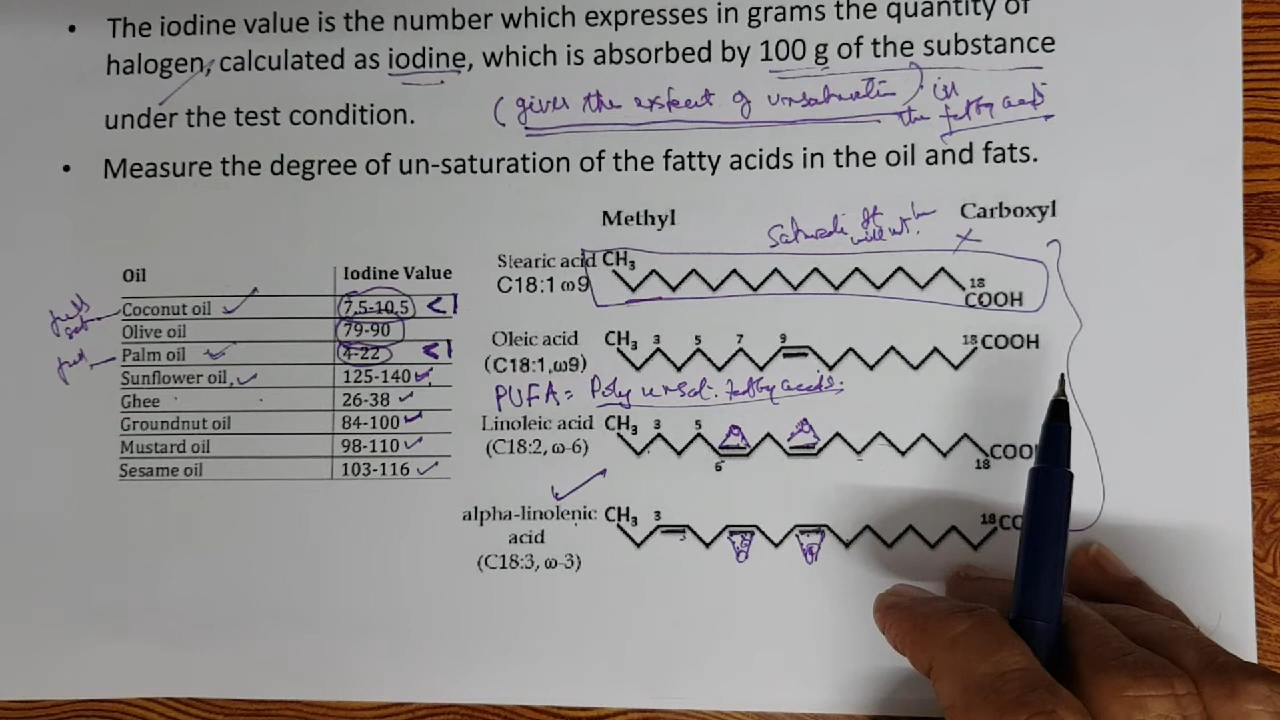 • The iodine value is the number which expresses in grams the quantity of
halogen, calculated as iodine, which is absorbed by 100 g of the substance
under the test condition.
(gives the extent of unsaturation) in
the fatty acid
• Measure the degree of un-saturation of the fatty acids in the oil and fats.
Methyl Carboxyl
Oil Iodine Value
Coconut oil 7,5-10,5 <1
Olive oil 79-90
Palm oil 4-22 <1
Sunflower oil, 125-140
Ghee 26-38
Groundnut oil 84-100
Mustard oil 98-110
Sesame oil 103-116
Stearic acid CH3 18 COOH
C18:1 ω9
Oleic acid CH3 3 5 7 9 18 COOH
(C18:1,ω9)
PUFA = Poly unsat. fatty acids.
Linoleic acid CH3 3 5 6 18 COO
(C18:2, ω-6)
alpha-linolenic CH3 3 18 CO
acid
(C18:3, ω-3)